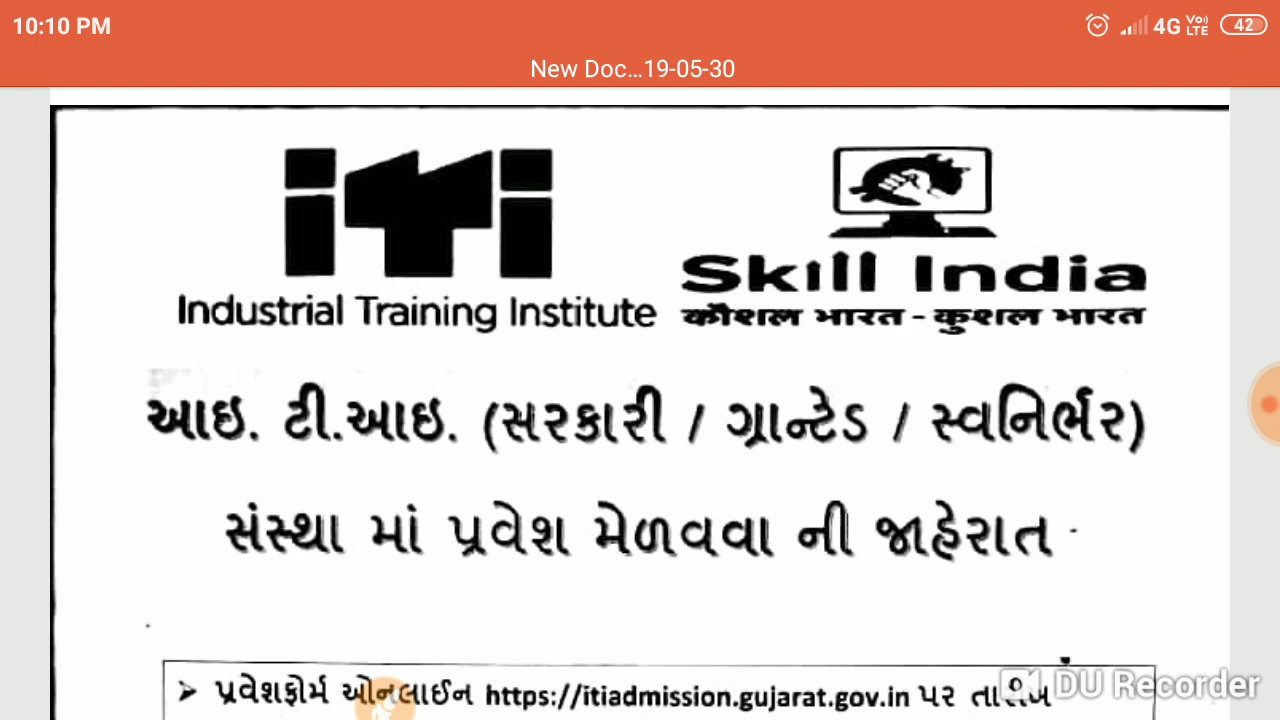 10:10 PM
4G Vo)) LTE 42
New Doc...19-05-30
iTi
Industrial Training Institute
Skill India
कौशल भारत - कुशल भारत
આઇ. ટી.આઇ. (સરકારી / ગ્રાન્ટેડ / સ્વનિર્ભર)
સંસ્થા માં પ્રવેશ મેળવવા ની જાહેરાત
➤ પ્રવેશફોર્મ ઓનલાઈન https://itiadmission.gujarat.gov.in પર તારીખ
DU Recorder